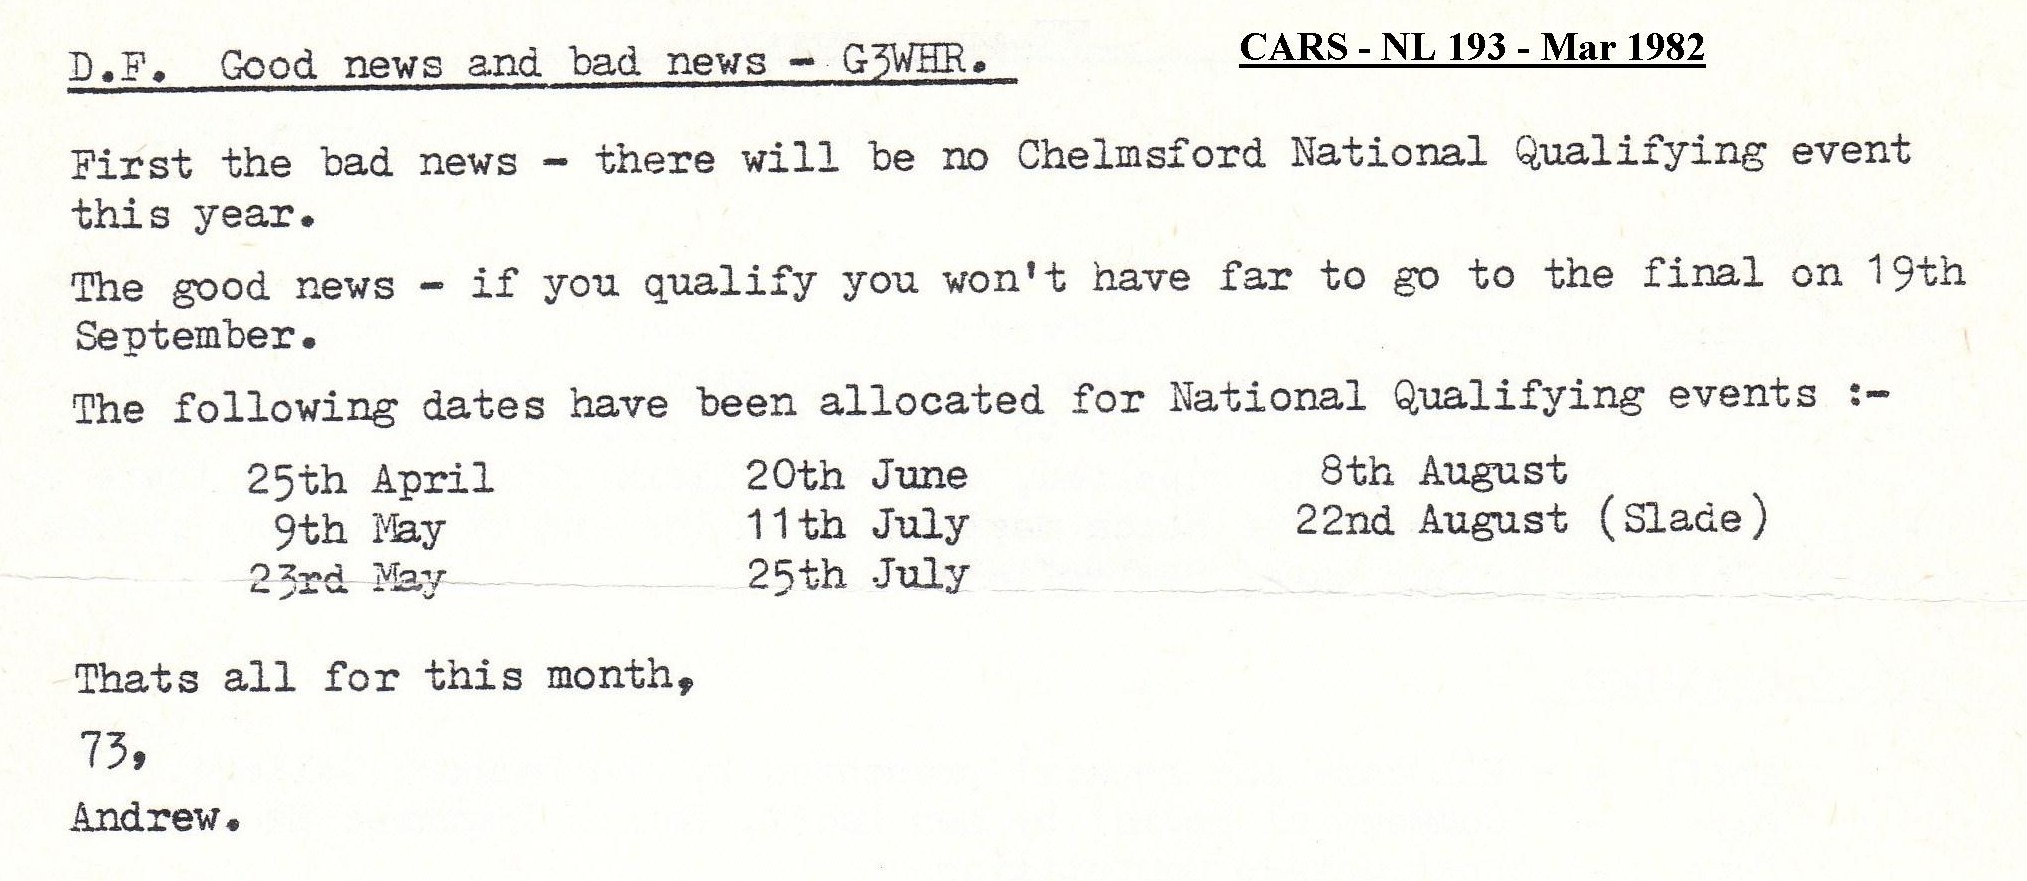 D.F. Good news and bad news - G3WHR. CARS - NL 193 - Mar 1982
First the bad news - there will be no Chelmsford National Qualifying event
this year.
The good news - if you qualify you won't have far to go to the final on 19th
September.
The following dates have been allocated for National Qualifying events :-
25th April 20th June 8th August
9th May 11th July 22nd August (Slade)
23rd May 25th July
Thats all for this month,
73,
Andrew.